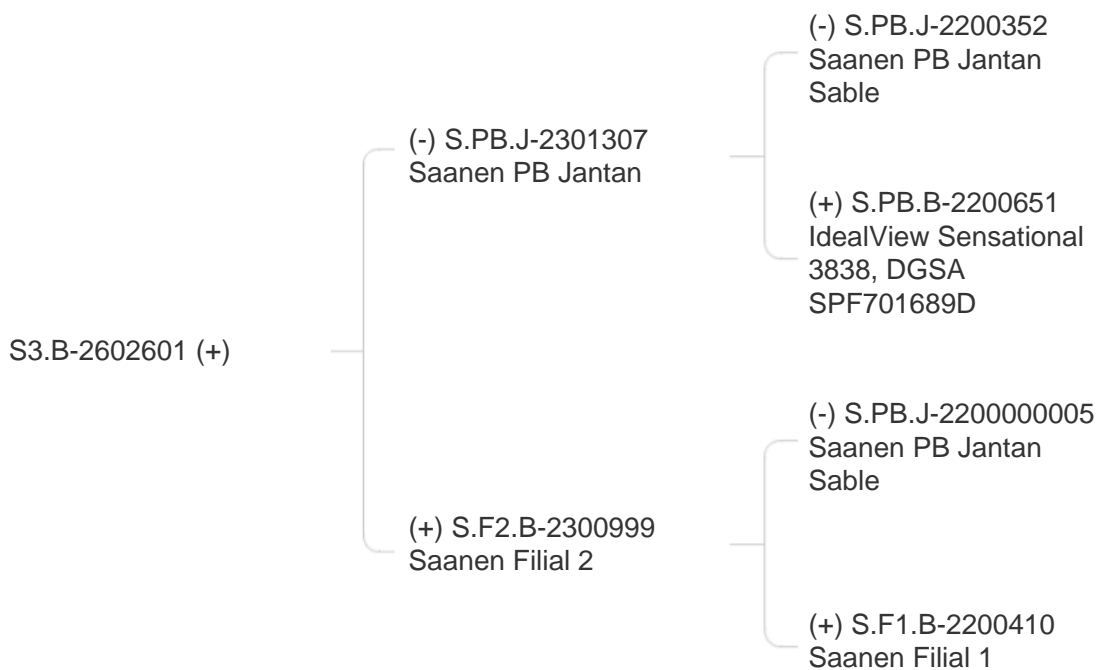 (-) S.PB.J-2200352
Saanen PB Jantan
Sable
(-) S.PB.J-2301307
Saanen PB Jantan
(+) S.PB.B-2200651
IdealView Sensational
3838, DGSA
SPF701689D
S3.B-2602601 (+)
(-) S.PB.J-2200000005
Saanen PB Jantan
Sable
(+) S.F2.B-2300999
Saanen Filial 2
(+) S.F1.B-2200410
Saanen Filial 1